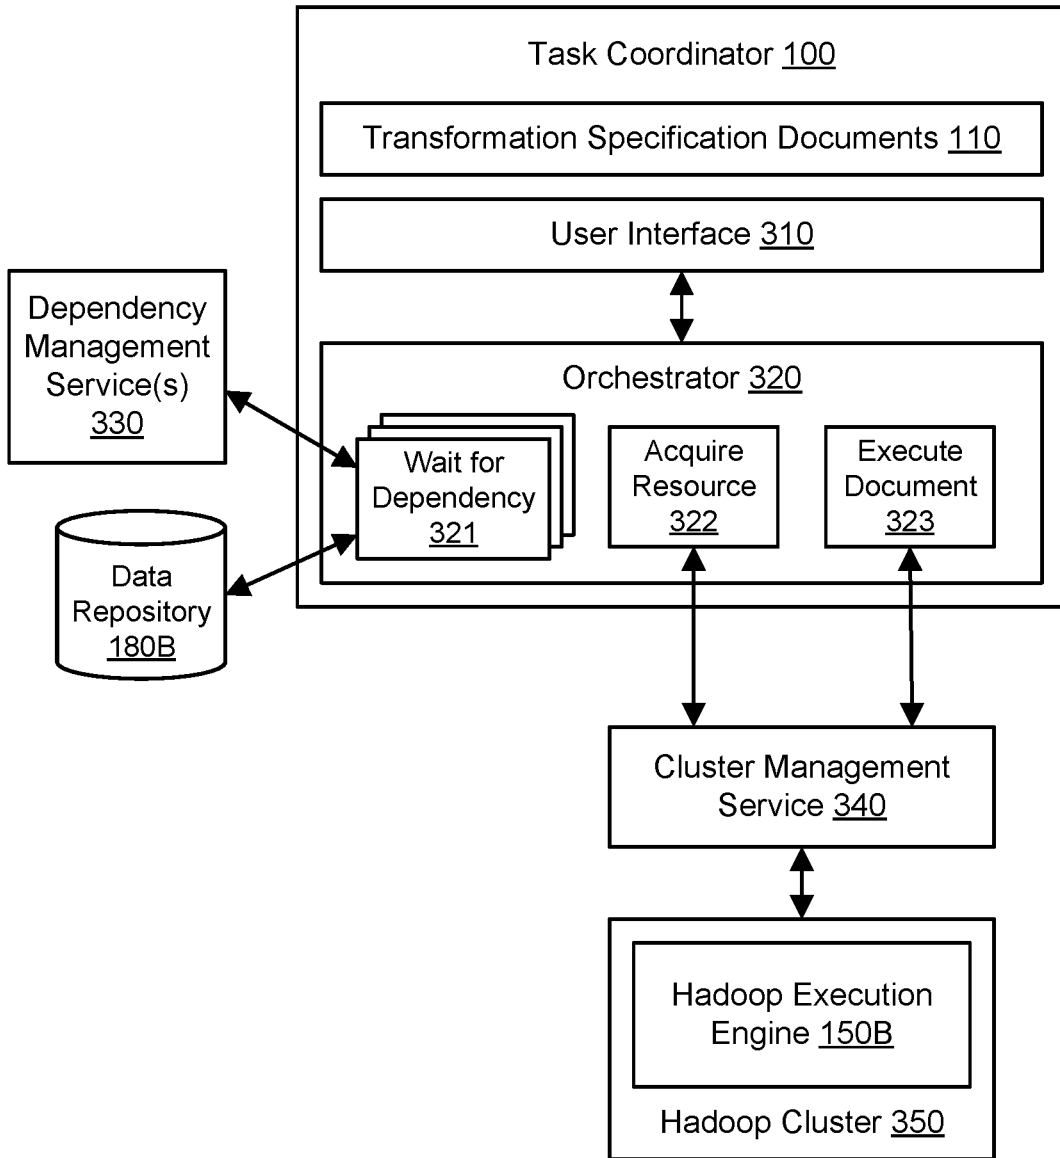 Task Coordinator 100
Transformation Specification Documents 110
User Interface 310
Dependency
Management
Service(s)
330
Orchestrator 320
Wait for
Dependency
321
Acquire
Resource
322
Execute
Document
323
Data
Repository
180B
Cluster Management
Service 340
Hadoop Execution
Engine 150B
Hadoop Cluster 350